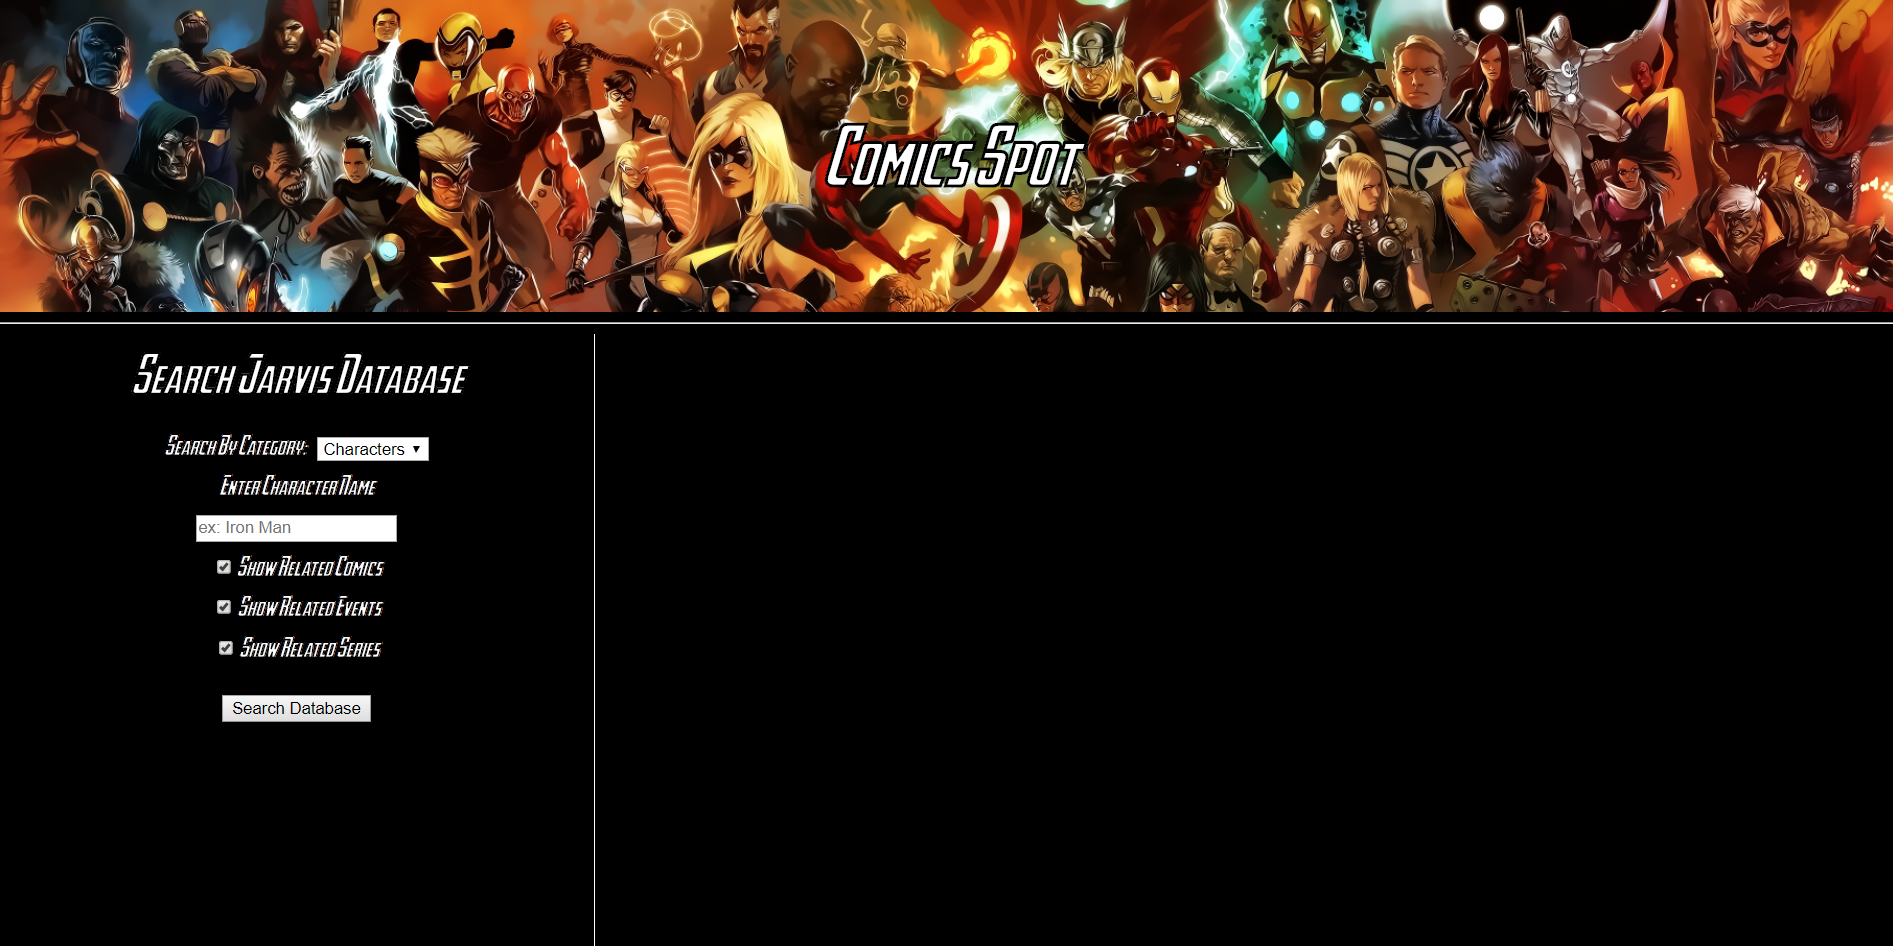 Comics Spot
Search Jarvis Database
Search By Category: Characters
Enter Character Name
ex: Iron Man
Show Related Comics
Show Related Events
Show Related Series
Search Database